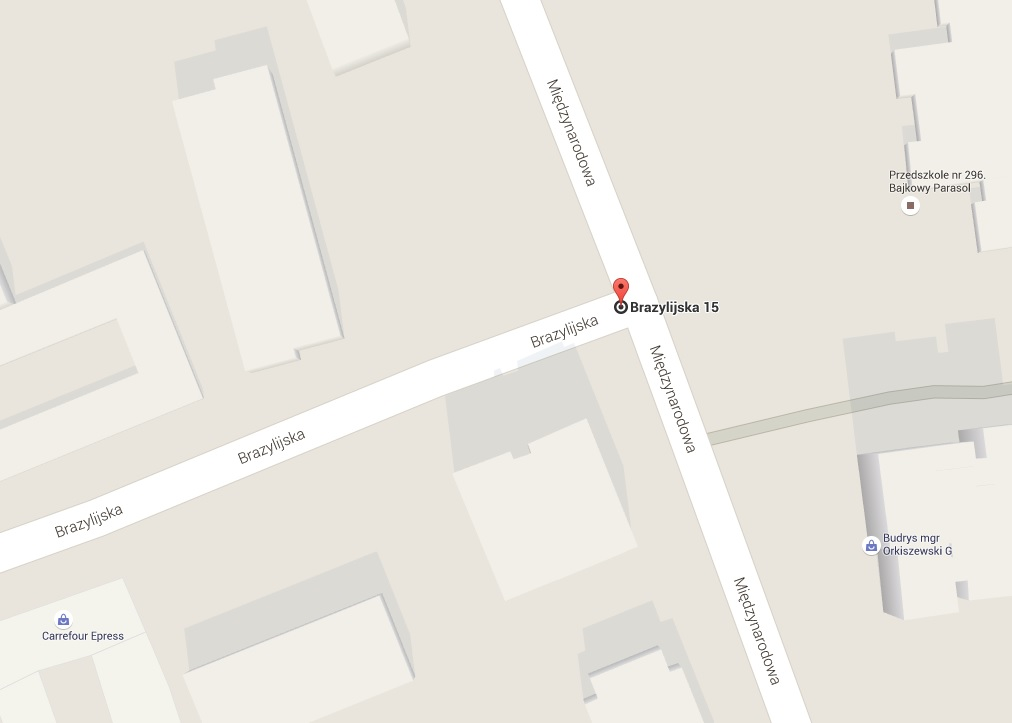 Międzynarodowa
Przedszkole nr 296.
Bajkowy Parasol
Brazylijska 15
Brazylijska
Międzynarodowa
Brazylijska
Brazylijska
Budrys mgr
Orkiszewski G
Międzynarodowa
Carrefour Epress